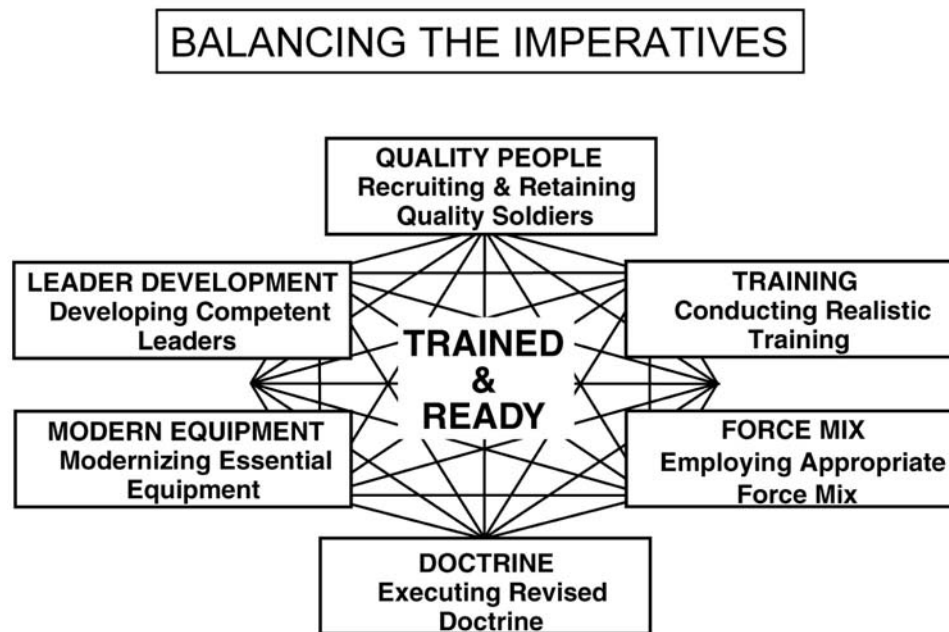 BALANCING THE IMPERATIVES
QUALITY PEOPLE
Recruiting & Retaining
Quality Soldiers
LEADER DEVELOPMENT
Developing Competent
Leaders
TRAINING
Conducting Realistic
Training
TRAINED
&
READY
MODERN EQUIPMENT
Modernizing Essential
Equipment
FORCE MIX
Employing Appropriate
Force Mix
DOCTRINE
Executing Revised
Doctrine